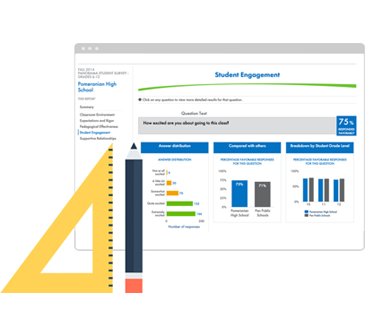 FALL 2014
PANORAMA STUDENT SURVEY -
GRADES 6-12
Pomeranian High
School
Summary
Classroom Environment
Expectations and Rigor
Pedagogical Effectiveness
Student Engagement
Supportive Relationships
Student Engagement
Click on any question to view more detailed results for that question.
Question Text
How excited are you about going to this class?
75 %
RESPONDED
FAVORABLY
Answer distribution
ANSWER DISTRIBUTION
Not at all
excited
A little bit
excited
Somewhat
excited
Quite excited
Extremely
excited
Number of responses
Compared with others
PERCENTAGE FAVORABLE RESPONSES
FOR THIS QUESTION
75%
71%
Pomeranian
High School
Pan Public
Schools
Breakdown by Student Grade Level
PERCENTAGE FAVORABLE RESPONSES
FOR THIS QUESTION
Pomeranian High School
Pan Public Schools